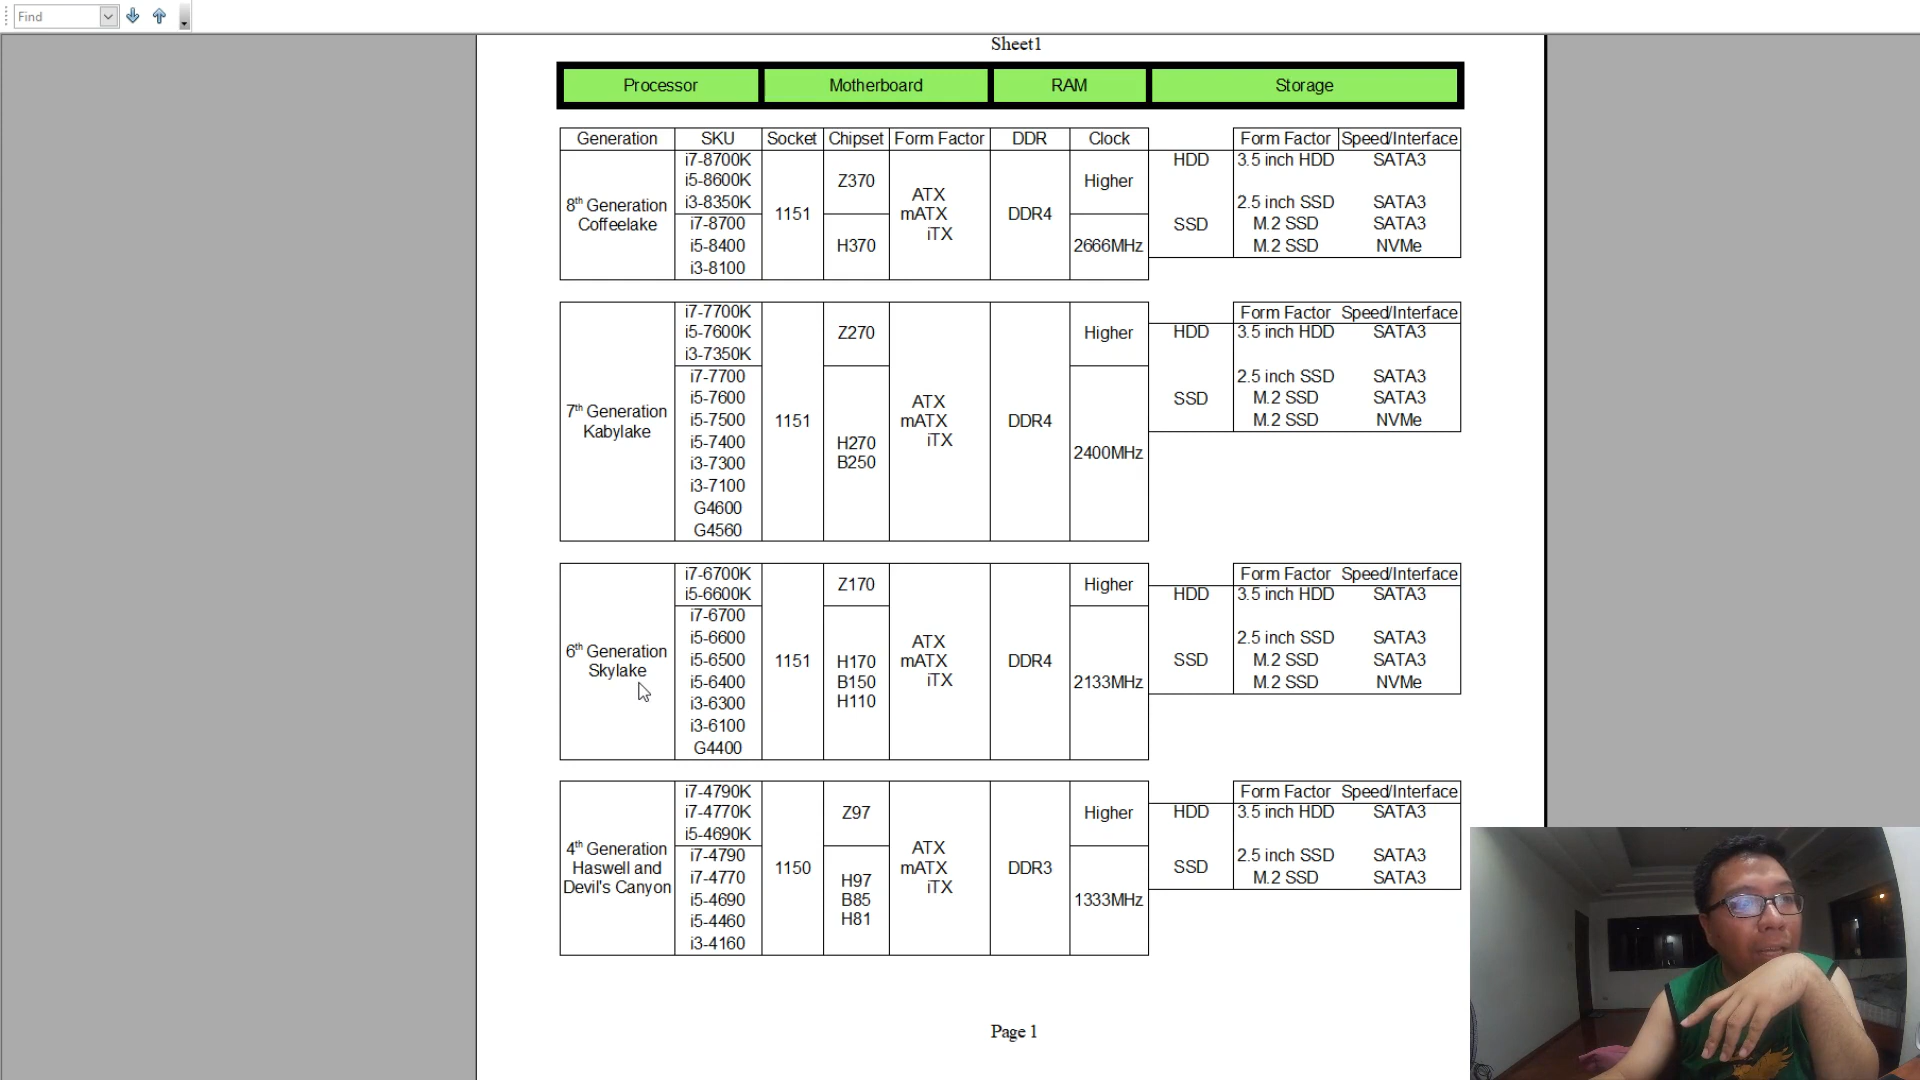 Find
Sheet1
Processor Motherboard RAM Storage
Generation SKU Socket Chipset Form Factor DDR Clock Form Factor Speed/Interface
8th Generation
Coffeelake
i7-8700K
i5-8600K
i3-8350K
i7-8700
i5-8400
i3-8100
1151
Z370
H370
ATX
mATX
iTX
DDR4
Higher
2666MHz
HDD 3.5 inch HDD SATA3
2.5 inch SSD SATA3
SSD M.2 SSD SATA3
M.2 SSD NVMe
7th Generation
Kabylake
i7-7700K
i5-7600K
i3-7350K
i7-7700
i5-7600
i5-7500
i5-7400
i3-7300
i3-7100
G4600
G4560
1151
Z270
H270
B250
ATX
mATX
iTX
DDR4
Higher
2400MHz
Form Factor Speed/Interface
HDD 3.5 inch HDD SATA3
2.5 inch SSD SATA3
SSD M.2 SSD SATA3
M.2 SSD NVMe
6th Generation
Skylake
i7-6700K
i5-6600K
i7-6700
i5-6600
i5-6500
i5-6400
i3-6300
i3-6100
G4400
1151
Z170
H170
B150
H110
ATX
mATX
iTX
DDR4
Higher
2133MHz
Form Factor Speed/Interface
HDD 3.5 inch HDD SATA3
2.5 inch SSD SATA3
SSD M.2 SSD SATA3
M.2 SSD NVMe
4th Generation
Haswell and
Devil's Canyon
i7-4790K
i7-4770K
i5-4690K
i7-4790
i7-4770
i5-4690
i5-4460
i3-4160
1150
Z97
H97
B85
H81
ATX
mATX
iTX
DDR3
Higher
1333MHz
Form Factor Speed/Interface
HDD 3.5 inch HDD SATA3
2.5 inch SSD SATA3
SSD M.2 SSD SATA3
Page 1